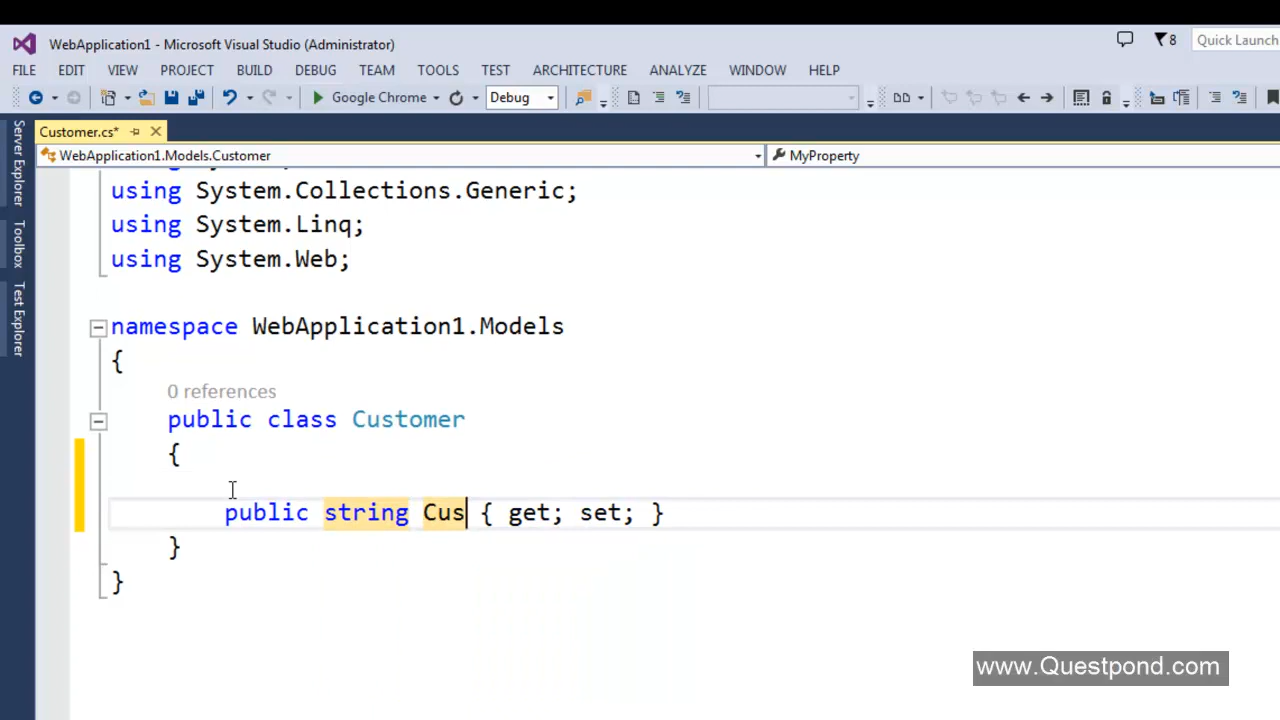 WebApplication1 - Microsoft Visual Studio (Administrator)
8
Quick Launch
FILE EDIT VIEW PROJECT BUILD DEBUG TEAM TOOLS TEST ARCHITECTURE ANALYZE WINDOW HELP
Google Chrome Debug
Server Explorer
Toolbox
Test Explorer
Customer.cs*
WebApplication1.Models.Customer MyProperty
using System.Collections.Generic;
using System.Linq;
using System.Web;
namespace WebApplication1.Models
{
0 references
public class Customer
{
public string Cus { get; set; }
}
}
www.Questpond.com